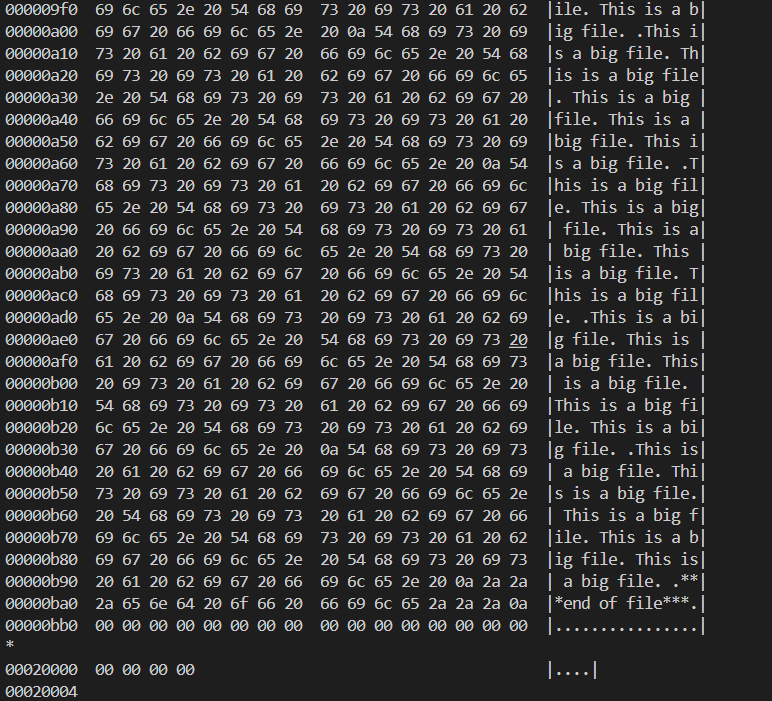 000009f0  69 6c 65 2e 20 54 68 69  73 20 69 73 20 61 20 62  |ile. This is a b|
00000a00  69 67 20 66 69 6c 65 2e  20 0a 54 68 69 73 20 69  |ig file. .This i|
00000a10  73 20 61 20 62 69 67 20  66 69 6c 65 2e 20 54 68  |s a big file. Th|
00000a20  69 73 20 69 73 20 61 20  62 69 67 20 66 69 6c 65  |is is a big file|
00000a30  2e 20 54 68 69 73 20 69  73 20 61 20 62 69 67 20  |. This is a big |
00000a40  66 69 6c 65 2e 20 54 68  69 73 20 69 73 20 61 20  |file. This is a |
00000a50  62 69 67 20 66 69 6c 65  2e 20 54 68 69 73 20 69  |big file. This i|
00000a60  73 20 61 20 62 69 67 20  66 69 6c 65 2e 20 0a 54  |s a big file. .T|
00000a70  68 69 73 20 69 73 20 61  20 62 69 67 20 66 69 6c  |his is a big fil|
00000a80  65 2e 20 54 68 69 73 20  69 73 20 61 20 62 69 67  |e. This is a big|
00000a90  20 66 69 6c 65 2e 20 54  68 69 73 20 69 73 20 61  | file. This is a|
00000aa0  20 62 69 67 20 66 69 6c  65 2e 20 54 68 69 73 20  | big file. This |
00000ab0  69 73 20 61 20 62 69 67  20 66 69 6c 65 2e 20 54  |is a big file. T|
00000ac0  68 69 73 20 69 73 20 61  20 62 69 67 20 66 69 6c  |his is a big fil|
00000ad0  65 2e 20 0a 54 68 69 73  20 69 73 20 61 20 62 69  |e. .This is a bi|
00000ae0  67 20 66 69 6c 65 2e 20  54 68 69 73 20 69 73 20  |g file. This is |
00000af0  61 20 62 69 67 20 66 69  6c 65 2e 20 54 68 69 73  |a big file. This|
00000b00  20 69 73 20 61 20 62 69  67 20 66 69 6c 65 2e 20  | is a big file. |
00000b10  54 68 69 73 20 69 73 20  61 20 62 69 67 20 66 69  |This is a big fi|
00000b20  6c 65 2e 20 54 68 69 73  20 69 73 20 61 20 62 69  |le. This is a bi|
00000b30  67 20 66 69 6c 65 2e 20  0a 54 68 69 73 20 69 73  |g file. .This is|
00000b40  20 61 20 62 69 67 20 66  69 6c 65 2e 20 54 68 69  | a big file. Thi|
00000b50  73 20 69 73 20 61 20 62  69 67 20 66 69 6c 65 2e  |s is a big file.|
00000b60  20 54 68 69 73 20 69 73  20 61 20 62 69 67 20 66  | This is a big f|
00000b70  69 6c 65 2e 20 54 68 69  73 20 69 73 20 61 20 62  |ile. This is a b|
00000b80  69 67 20 66 69 6c 65 2e  20 54 68 69 73 20 69 73  |ig file. This is|
00000b90  20 61 20 62 69 67 20 66  69 6c 65 2e 20 0a 2a 2a  | a big file. .**|
00000ba0  2a 65 6e 64 20 6f 66 20  66 69 6c 65 2a 2a 2a 0a  |*end of file***.|
00000bb0  00 00 00 00 00 00 00 00  00 00 00 00 00 00 00 00  |................|
*
00020000  00 00 00 00                                       |....|
00020004